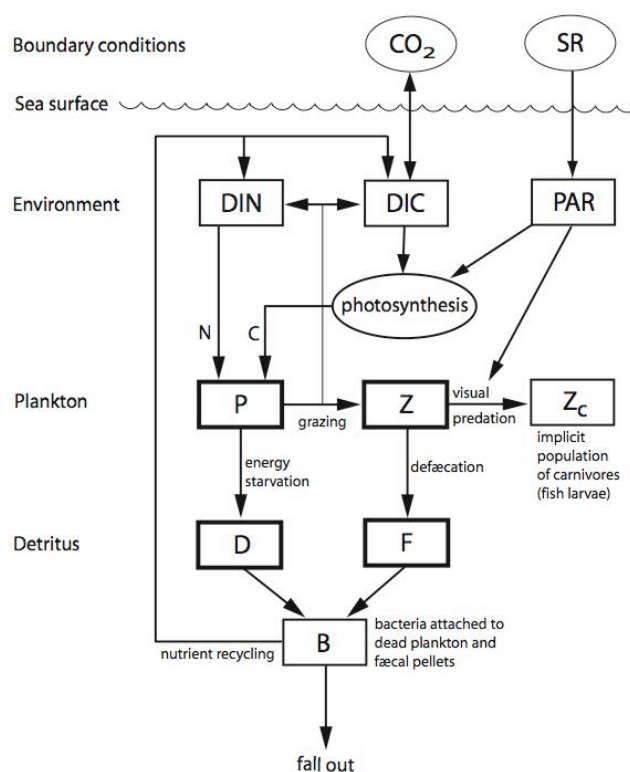 Boundary conditions
CO₂
SR
Sea surface
Environment
DIN
DIC
PAR
photosynthesis
N
C
Plankton
P
grazing
Z
visual
predation
Zc
implicit
population
of carnivores
(fish larvae)
energy
starvation
defæcation
Detritus
D
F
nutrient recycling
B
bacteria attached to
dead plankton and
fæcal pellets
fall out